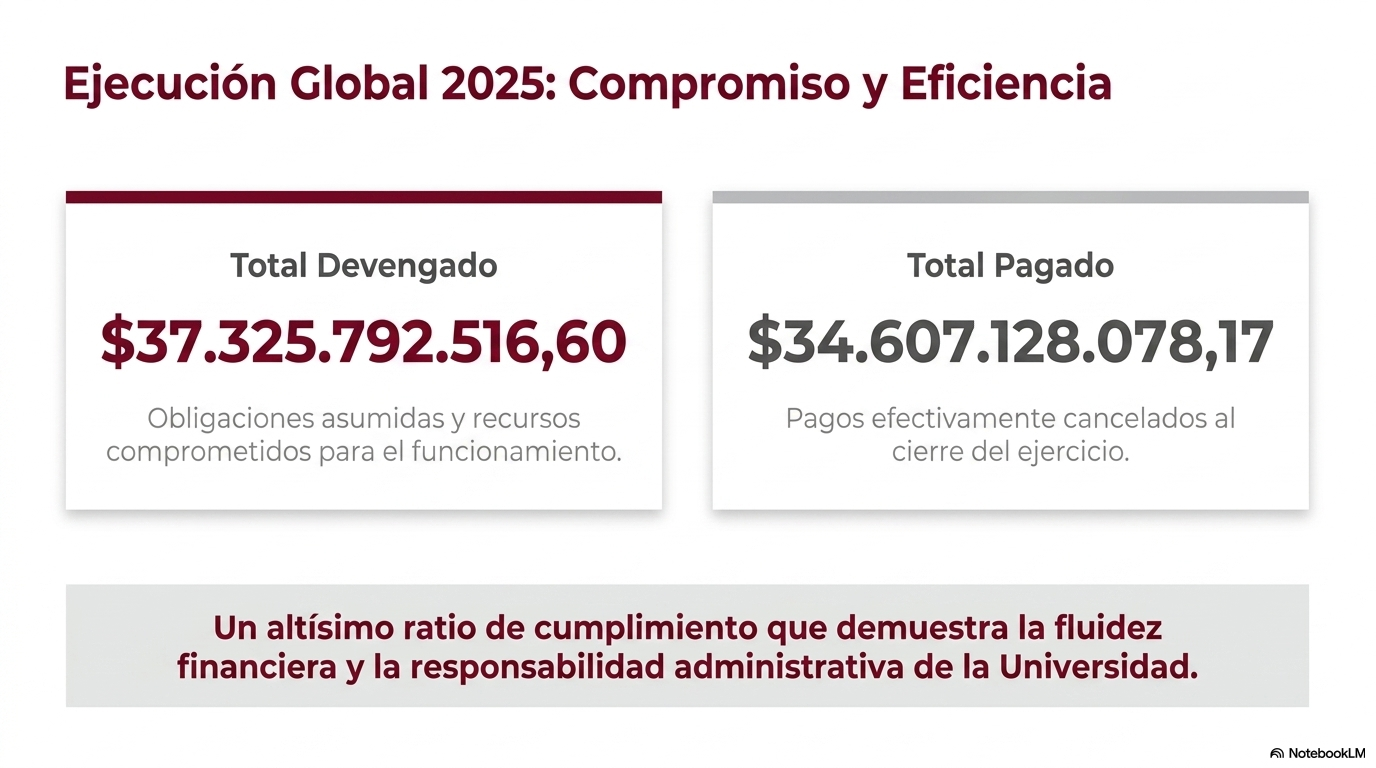 Ejecución Global 2025: Compromiso y Eficiencia
Total Devengado
$37.325.792.516,60
Obligaciones asumidas y recursos
comprometidos para el funcionamiento.
Total Pagado
$34.607.128.078,17
Pagos efectivamente cancelados al
cierre del ejercicio.
Un altísimo ratio de cumplimiento que demuestra la fluidez
financiera y la responsabilidad administrativa de la Universidad.
NotebookLM